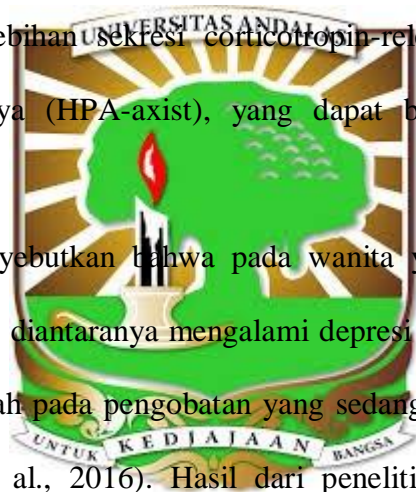 UNIVERSITAS ANDALAS
ebihan sekresi corticotropin-rel
ya (HPA-axist), yang dapat b
yebutkan bahwa pada wanita y
diantaranya mengalami depresi
ah pada pengobatan yang sedang
UNTUK KEDJAJAAN BANGSA
al., 2016). Hasil dari peneliti